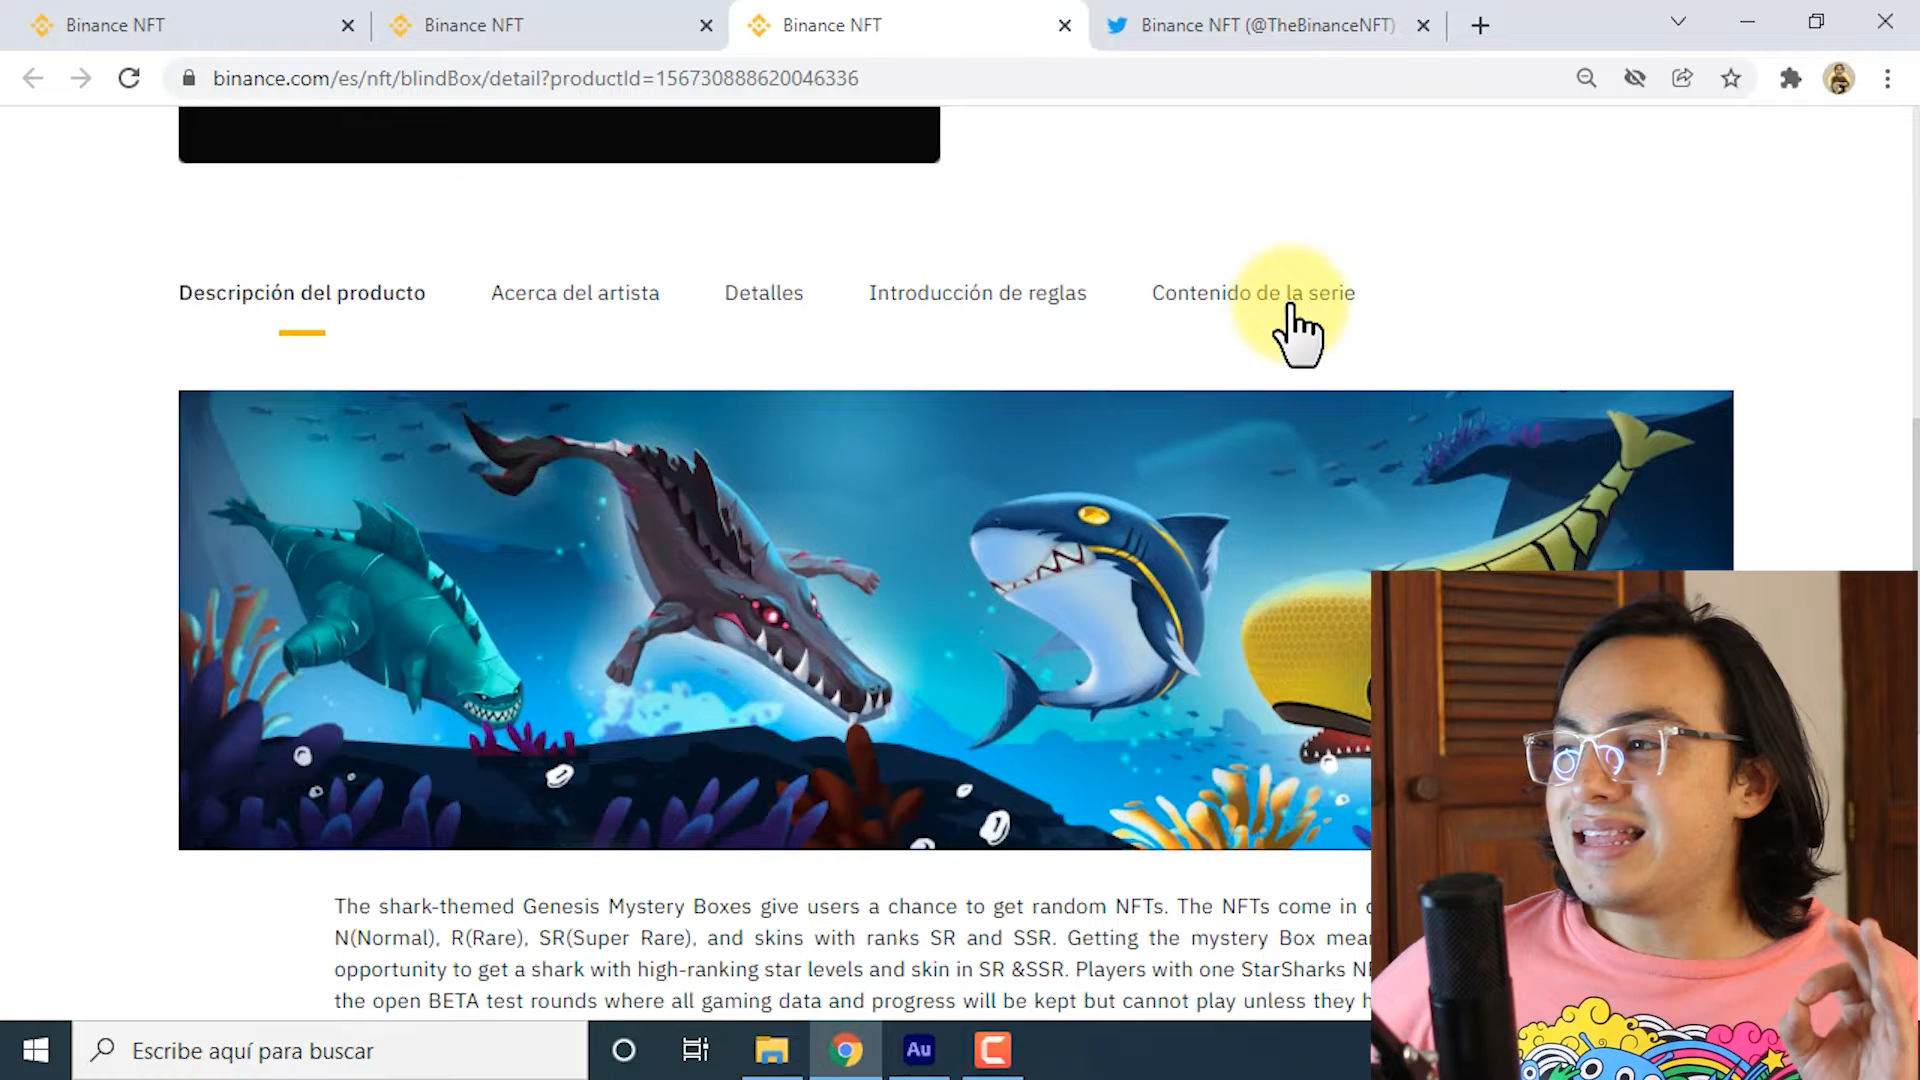 Binance NFT
Binance NFT
Binance NFT
Binance NFT (@TheBinanceNFT)
binance.com/es/nft/blindBox/detail?productId=156730888620046336
Descripción del producto
Acerca del artista
Detalles
Introducción de reglas
Contenido de la serie
The shark-themed Genesis Mystery Boxes give users a chance to get random NFTs. The NFTs come in
N(Normal), R(Rare), SR(Super Rare), and skins with ranks SR and SSR. Getting the mystery Box
opportunity to get a shark with high-ranking star levels and skin in SR &SSR. Players with one StarSharks
the open BETA test rounds where all gaming data and progress will be kept but cannot play unless they
Escribe aquí para buscar
Au